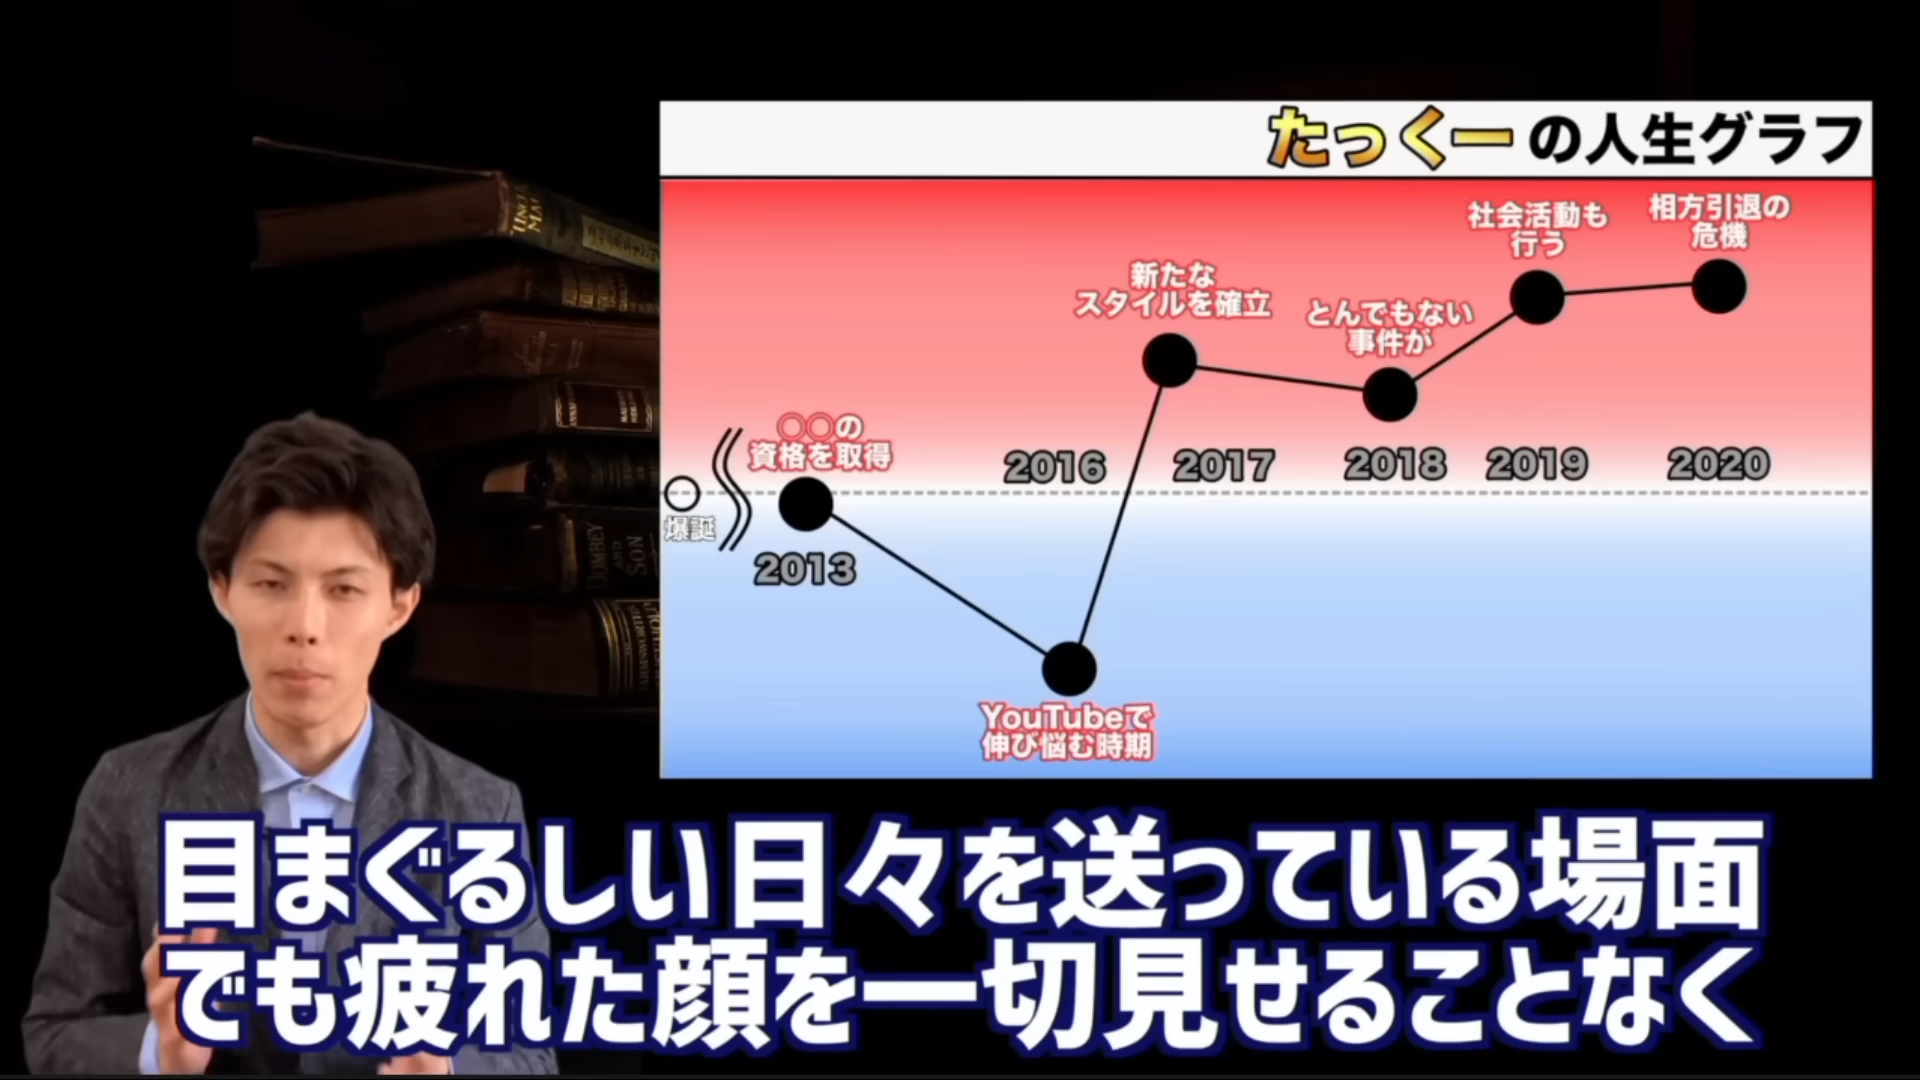 たっくーの人生グラフ
社会活動も
行う
相方引退の
危機
新たな
スタイルを確立
とんでもない
事件が
○○の
資格を取得
2016
2017
2018
2019
2020
爆誕
2013
YouTubeで
伸び悩む時期
DOMBEY
AND
SON
目まぐるしい日々を送っている場面
でも疲れた顔を一切見せることなく